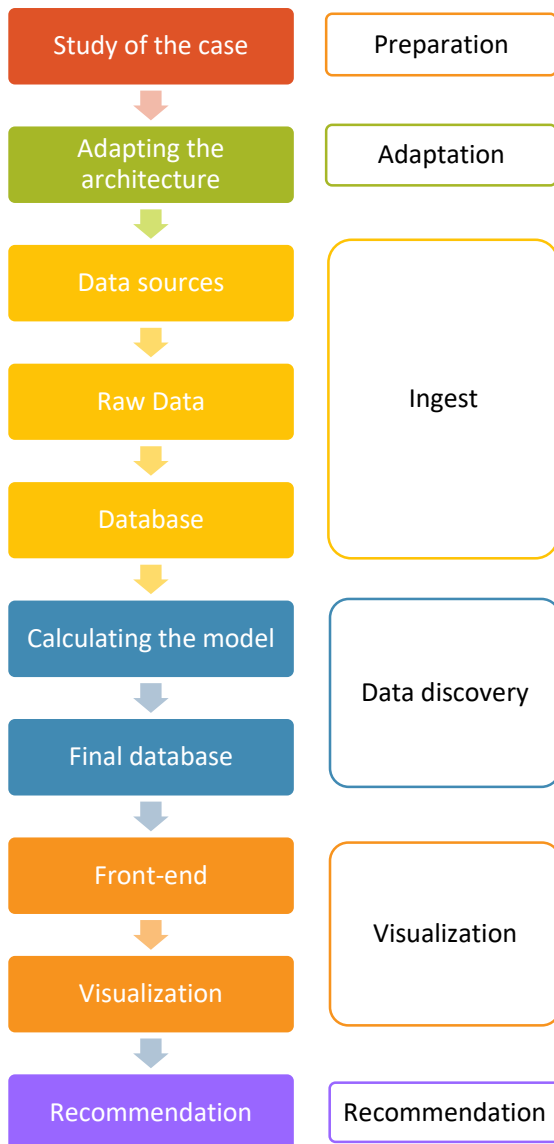 Study of the case
Preparation
Adapting the
architecture
Adaptation
Data sources
Raw Data
Ingest
Database
Calculating the model
Data discovery
Final database
Front-end
Visualization
Visualization
Recommendation
Recommendation